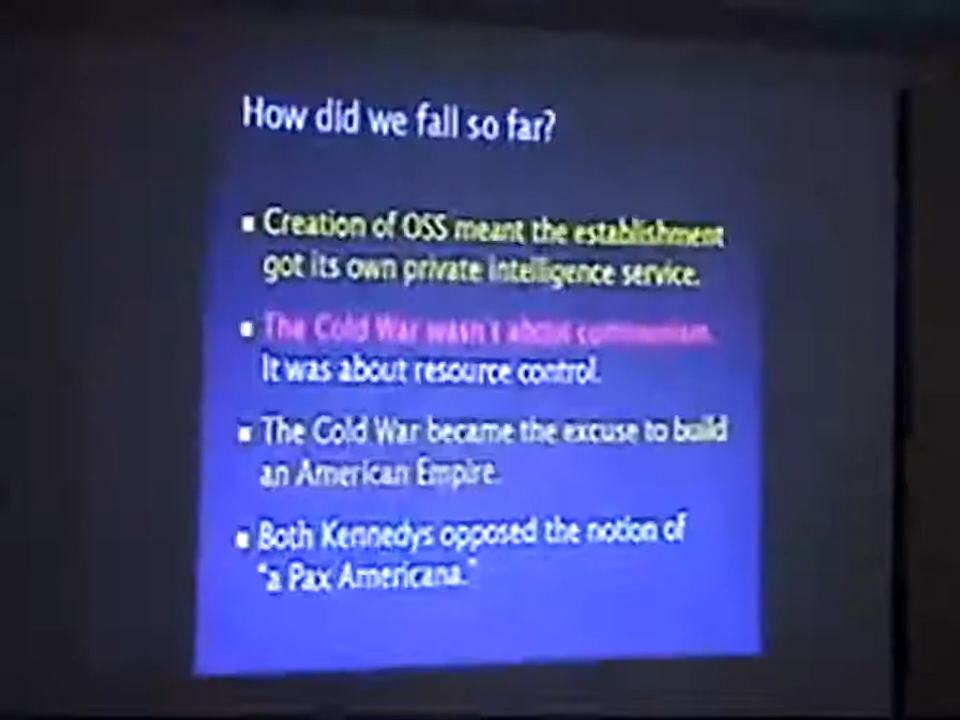 How did we fall so far?
▪ Creation of OSS meant the establishment
got its own private intelligence service.
▪ The Cold War wasn't about communism.
It was about resource control.
▪ The Cold War became the excuse to build
an American Empire.
▪ Both Kennedys opposed the notion of
"a Pax Americana."